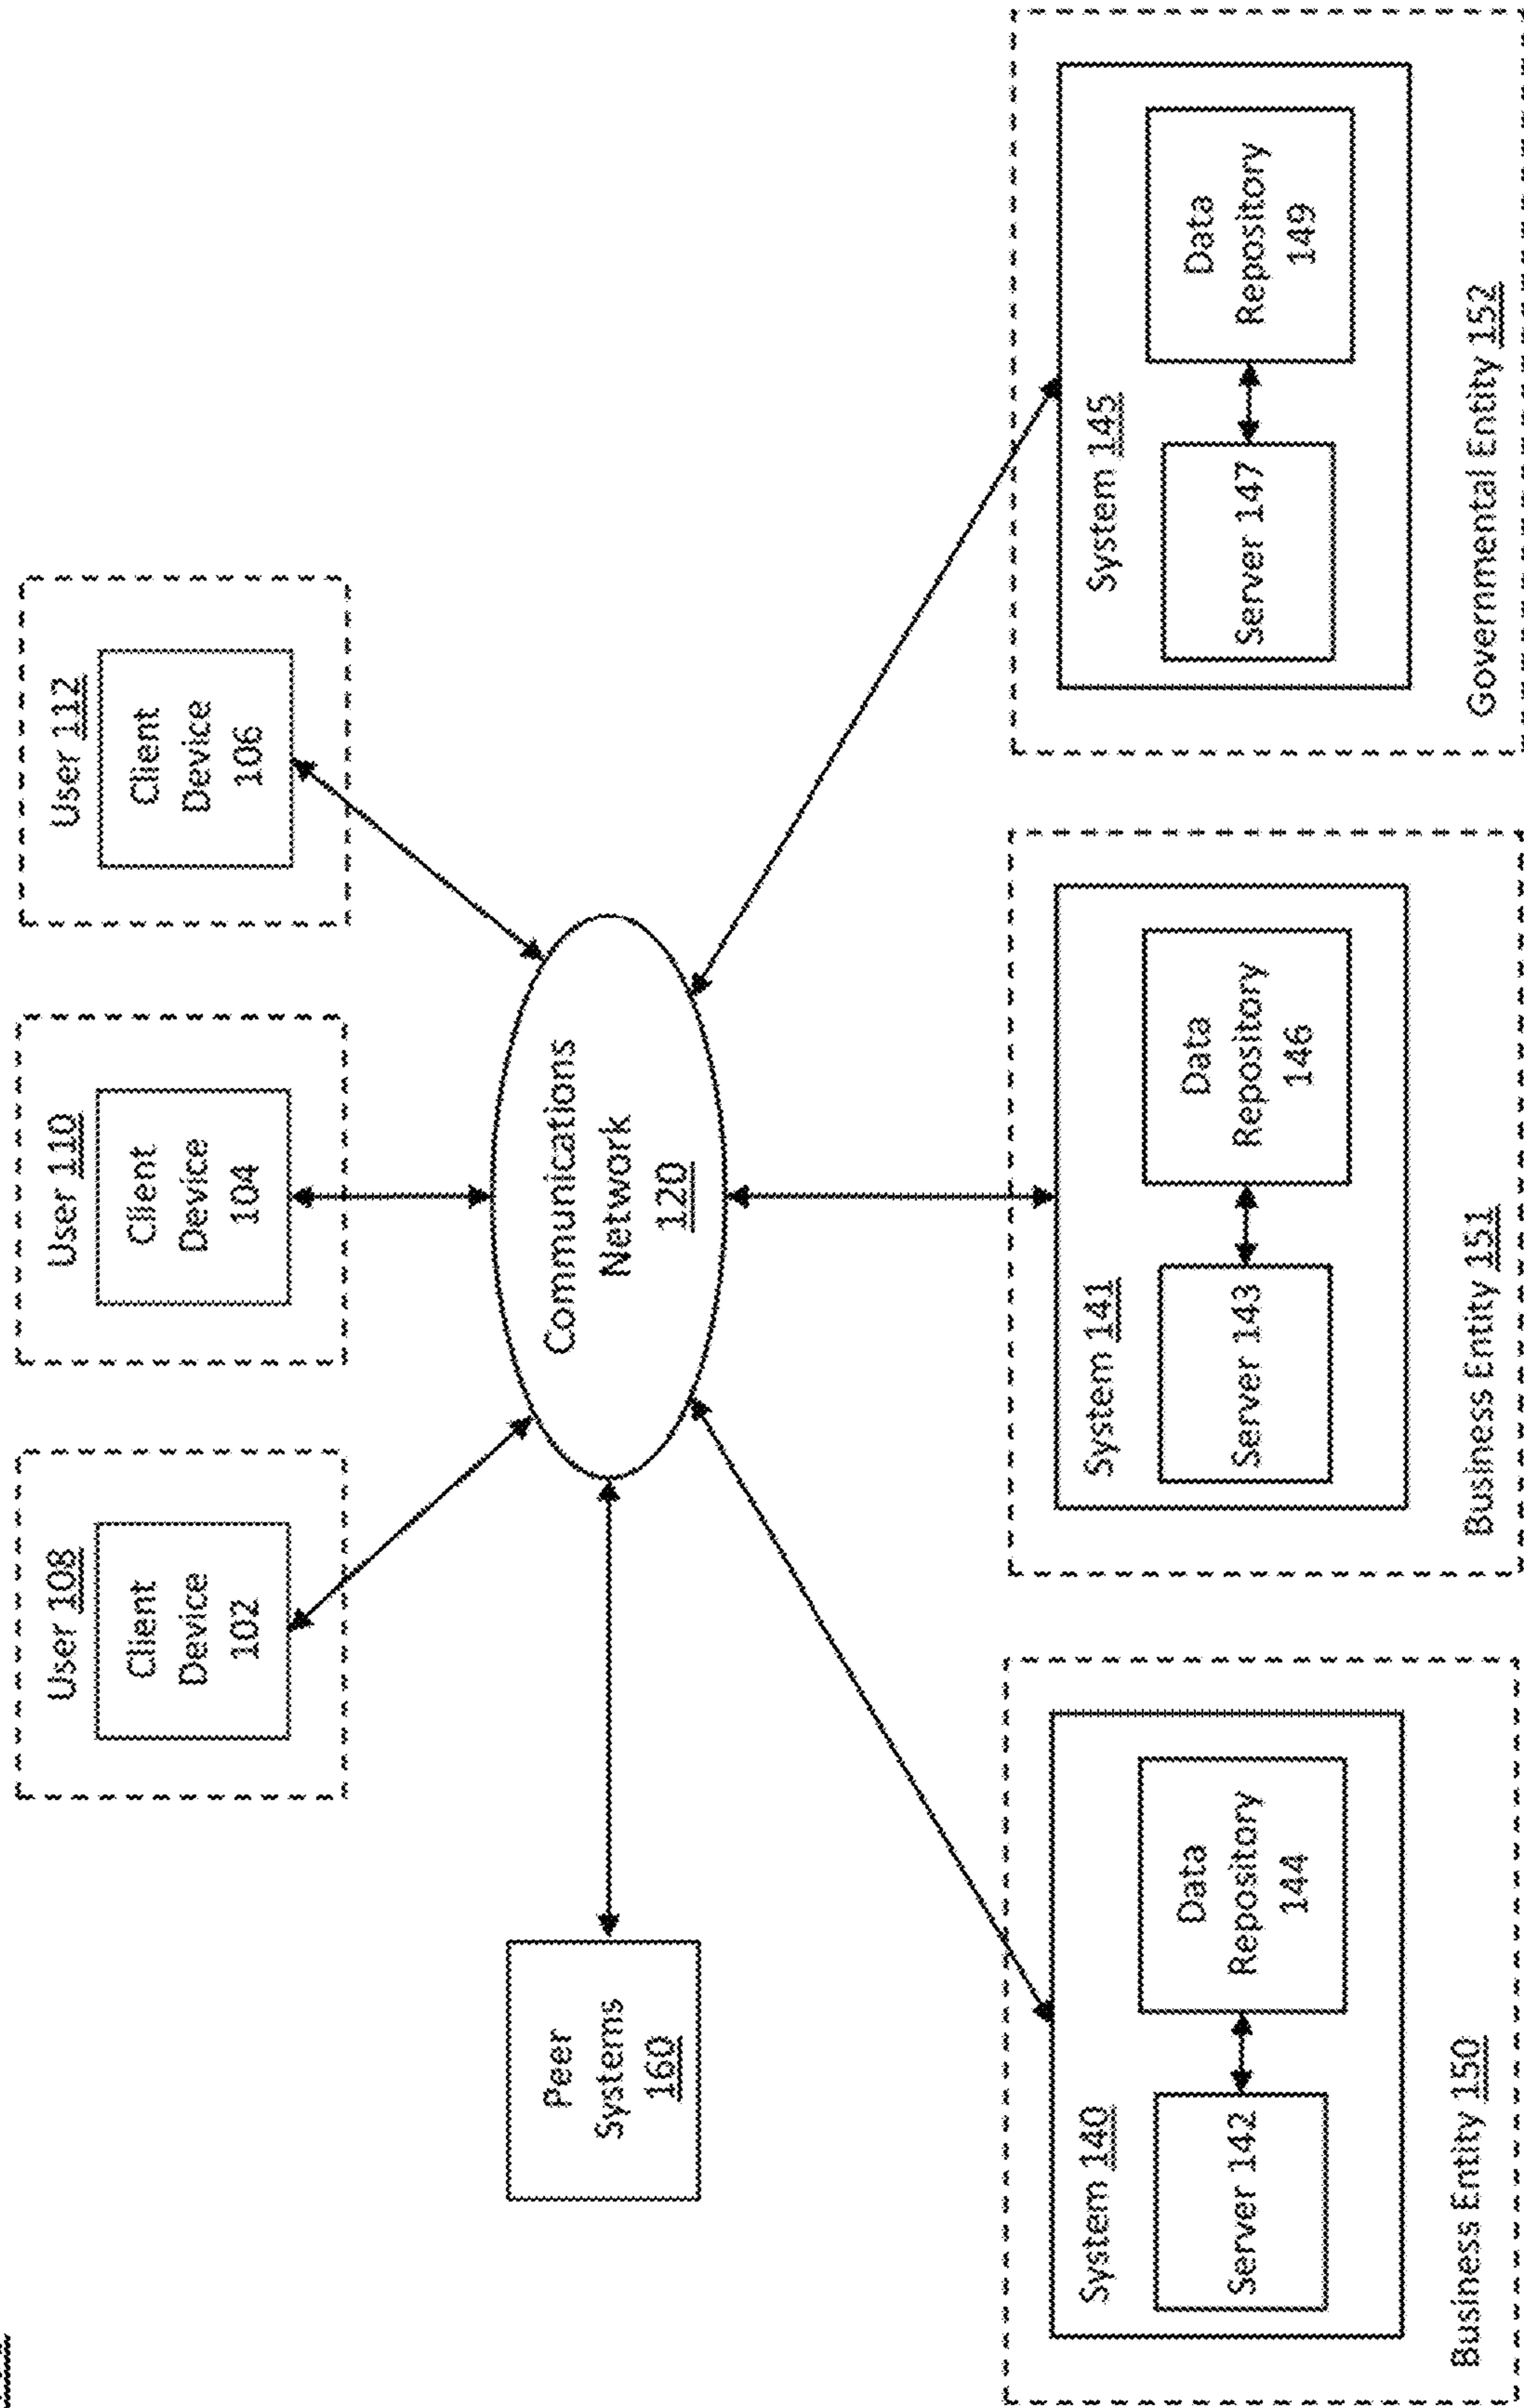 User 108
Client
Device
102
User 110
Client
Device
104
User 112
Client
Device
106
Peer
Systems
160
Communications
Network
120
System 140
Server 142
Data
Repository
144
Business Entity 150
System 141
Server 143
Data
Repository
146
Business Entity 151
System 145
Server 147
Data
Repository
149
Governmental Entity 152